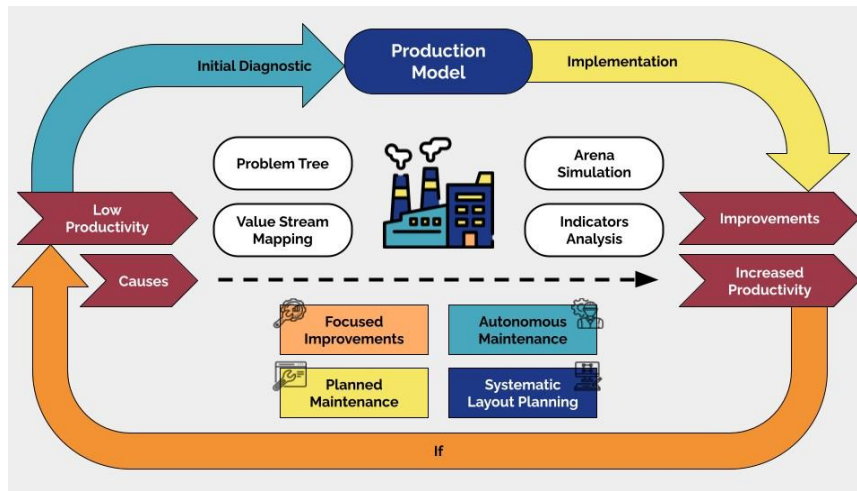 Production
Model
Initial Diagnostic
Implementation
Problem Tree
Arena
Simulation
Low
Productivity
Value Stream
Mapping
Indicators
Analysis
Improvements
Causes
Increased
Productivity
Focused
Improvements
Autonomous
Maintenance
Planned
Maintenance
Systematic
Layout Planning
If